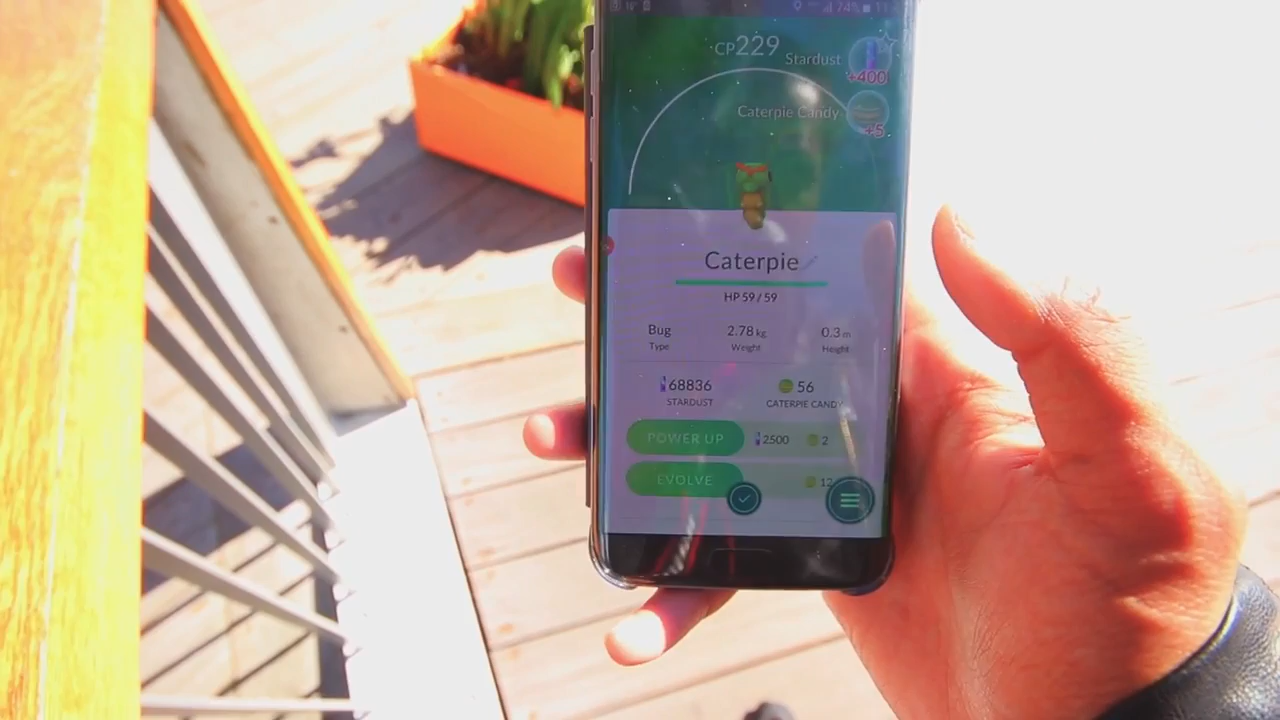 74%
CP229
Stardust
+400
Caterpie Candy
+5
Caterpie
HP 59 / 59
Bug
Type
2.78 kg
Weight
0.3 m
Height
68836
STARDUST
56
CATERPIE CANDY
POWER UP 2500 2
EVOLVE 12